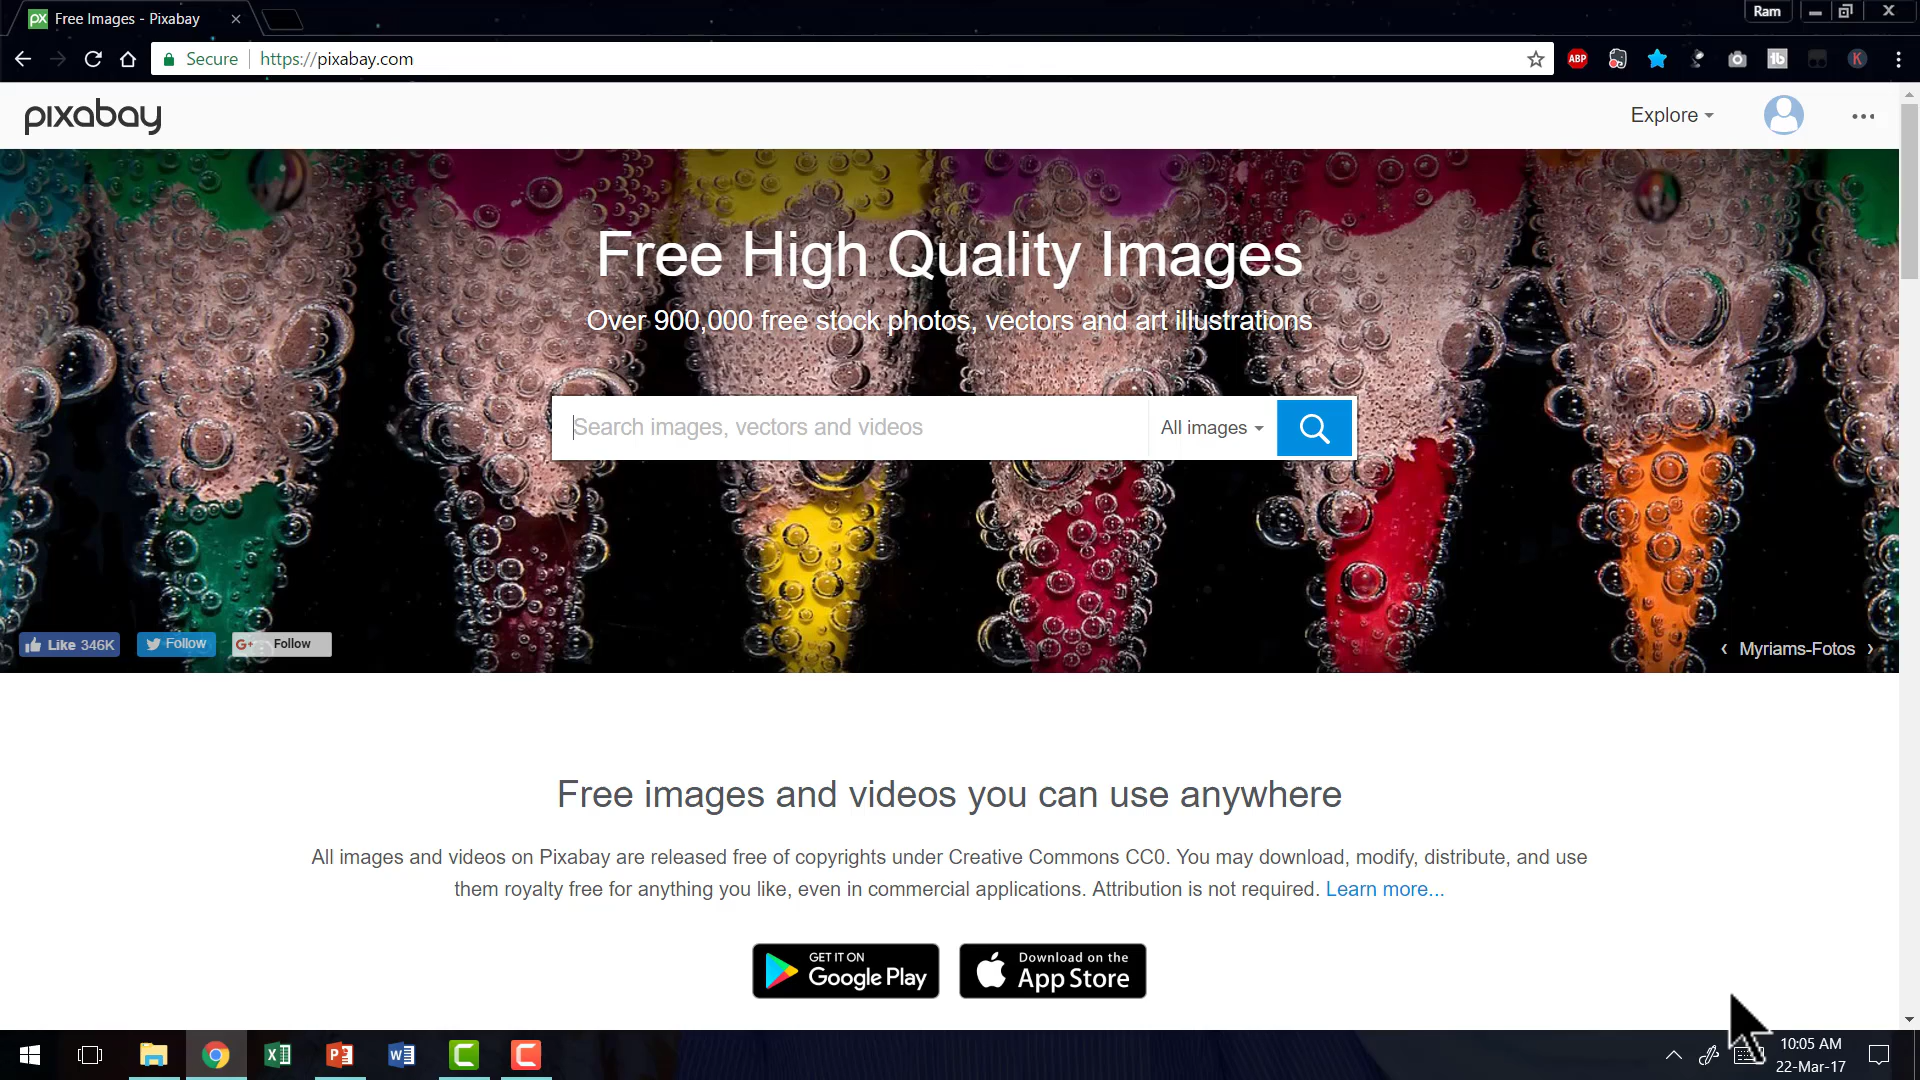 Free Images - Pixabay
Ram
Secure
https://pixabay.com
ABP
K
pixabay
Explore
Free High Quality Images
Over 900,000 free stock photos, vectors and art illustrations
Search images, vectors and videos
All images
Like 346K
Follow
G+ Follow
‹ Myriams-Fotos ›
Free images and videos you can use anywhere
All images and videos on Pixabay are released free of copyrights under Creative Commons CC0. You may download, modify, distribute, and use
them royalty free for anything you like, even in commercial applications. Attribution is not required. Learn more...
GET IT ON
Google Play
Download on the
App Store
10:05 AM
22-Mar-17